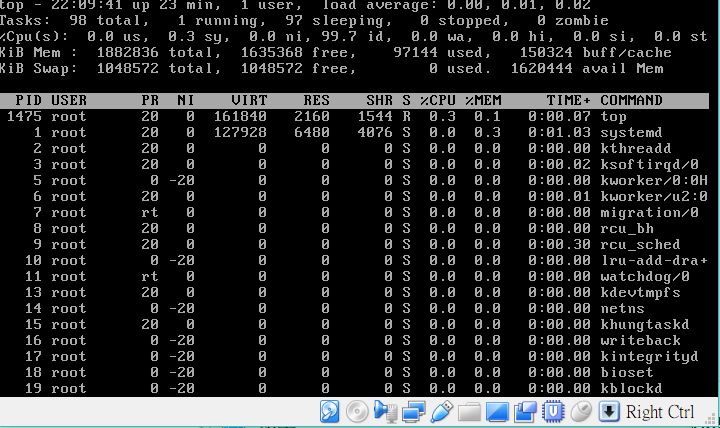 top - 22:09:41 up 23 min, 1 user, load average: 0.00, 0.01, 0.02
Tasks: 98 total, 1 running, 97 sleeping, 0 stopped, 0 zombie
%Cpu(s): 0.0 us, 0.3 sy, 0.0 ni, 99.7 id, 0.0 wa, 0.0 hi, 0.0 si, 0.0 st
KiB Mem : 1882836 total, 1635368 free, 97144 used, 150324 buff/cache
KiB Swap: 1048572 total, 1048572 free, 0 used. 1620444 avail Mem
PID USER PR NI VIRT RES SHR S %CPU %MEM TIME+ COMMAND
1475 root 20 0 161840 2160 1544 R 0.3 0.1 0:00.07 top
1 root 20 0 127928 6480 4076 S 0.0 0.3 0:01.03 systemd
2 root 20 0 0 0 0 S 0.0 0.0 0:00.00 kthreadd
3 root 20 0 0 0 0 S 0.0 0.0 0:00.02 ksoftirqd/0
5 root 0 -20 0 0 0 S 0.0 0.0 0:00.00 kworker/0:0H
6 root 20 0 0 0 0 S 0.0 0.0 0:00.01 kworker/u2:0
7 root rt 0 0 0 0 S 0.0 0.0 0:00.00 migration/0
8 root 20 0 0 0 0 S 0.0 0.0 0:00.00 rcu_bh
9 root 20 0 0 0 0 S 0.0 0.0 0:00.30 rcu_sched
10 root 0 -20 0 0 0 S 0.0 0.0 0:00.00 lru-add-dra+
11 root rt 0 0 0 0 S 0.0 0.0 0:00.00 watchdog/0
13 root 20 0 0 0 0 S 0.0 0.0 0:00.00 kdevtmpfs
14 root 0 -20 0 0 0 S 0.0 0.0 0:00.00 netns
15 root 20 0 0 0 0 S 0.0 0.0 0:00.00 khungtaskd
16 root 0 -20 0 0 0 S 0.0 0.0 0:00.00 writeback
17 root 0 -20 0 0 0 S 0.0 0.0 0:00.00 kintegrityd
18 root 0 -20 0 0 0 S 0.0 0.0 0:00.00 bioset
19 root 0 -20 0 0 0 S 0.0 0.0 0:00.00 kblockd
Right Ctrl